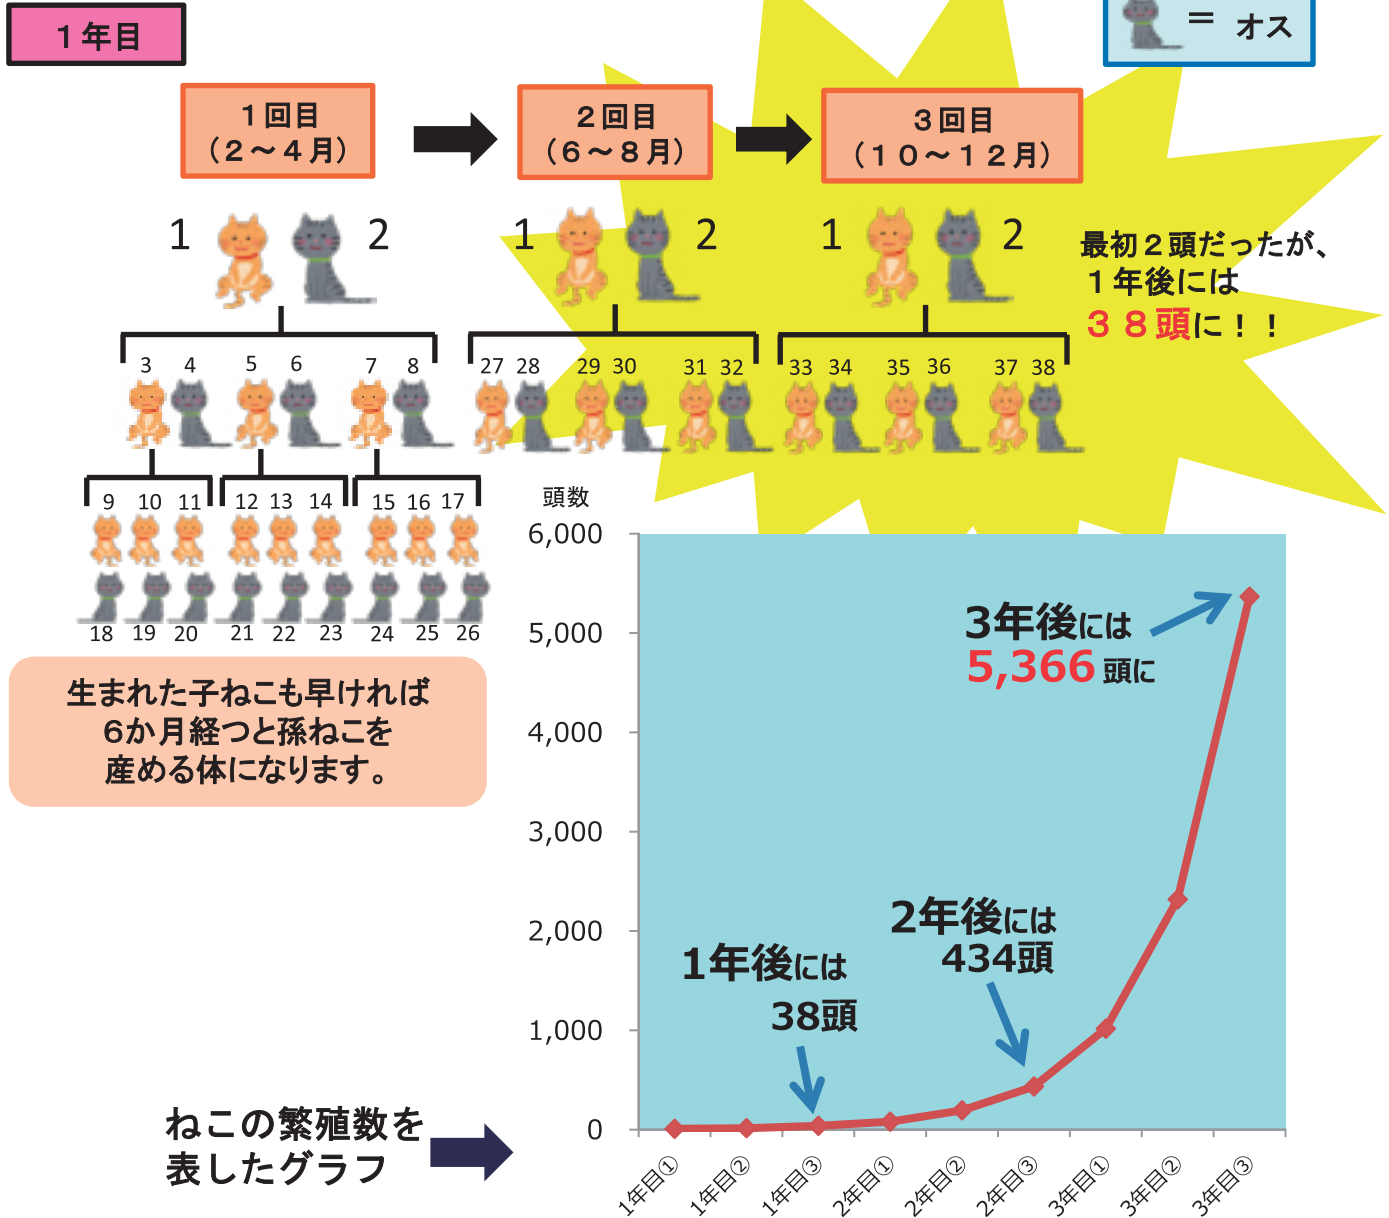 １年目
＝ オス
１回目
（２～４月）
２回目
（６～８月）
３回目
（１０～１２月）
1 2
1 2
1 2
最初２頭だったが、
１年後には
３８頭に！！
3 4 5 6 7 8
27 28 29 30 31 32
33 34 35 36 37 38
9 10 11 12 13 14 15 16 17
18 19 20 21 22 23 24 25 26
生まれた子ねこも早ければ
６か月経つと孫ねこを
産める体になります。
頭数
6,000
5,000
4,000
3,000
2,000
1,000
0
3年後には
5,366頭に
2年後には
434頭
1年後には
38頭
ねこの繁殖数を
表したグラフ
1年目① 1年目② 1年目③ 2年目① 2年目② 2年目③ 3年目① 3年目② 3年目③